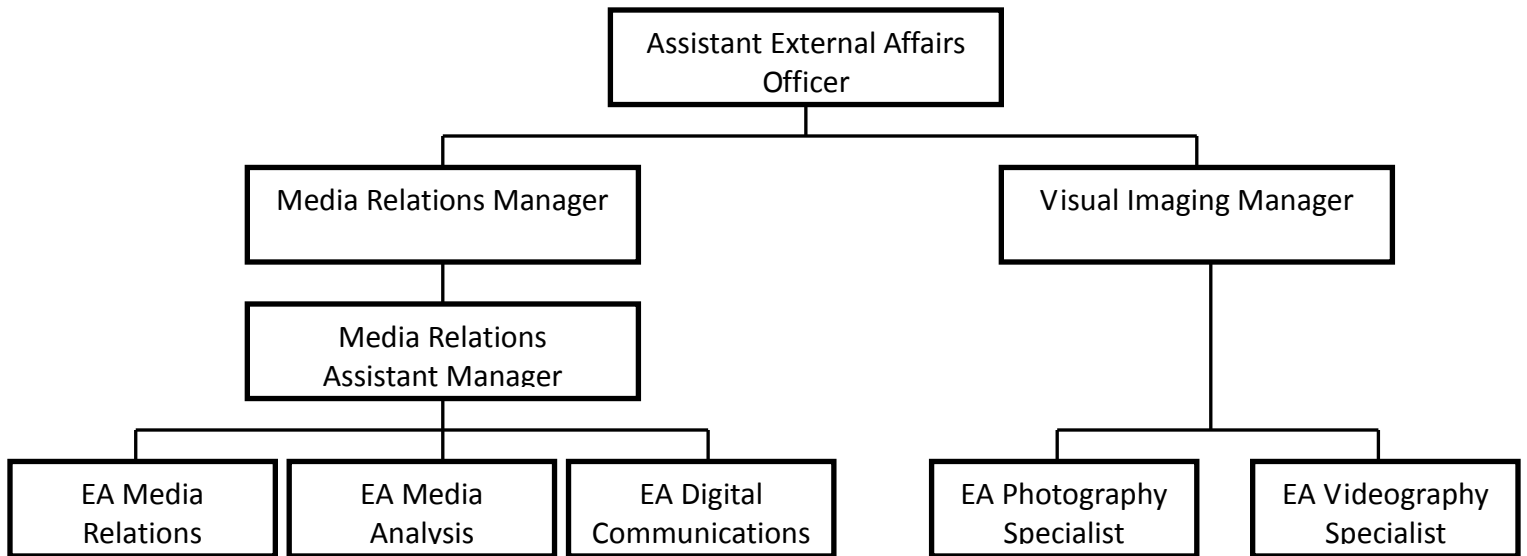 Assistant External Affairs
Officer
Media Relations Manager
Visual Imaging Manager
Media Relations
Assistant Manager
EA Media
Relations
EA Media
Analysis
EA Digital
Communications
EA Photography
Specialist
EA Videography
Specialist